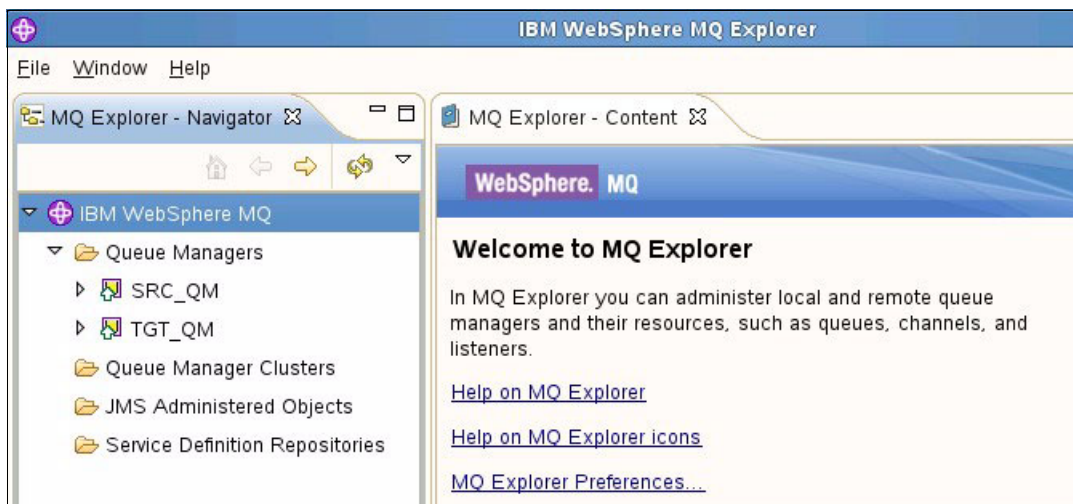 IBM WebSphere MQ Explorer
File Window Help
MQ Explorer - Navigator
MQ Explorer - Content
WebSphere. MQ
IBM WebSphere MQ
Queue Managers
SRC_QM
TGT_QM
Queue Manager Clusters
JMS Administered Objects
Service Definition Repositories
Welcome to MQ Explorer
In MQ Explorer you can administer local and remote queue
managers and their resources, such as queues, channels, and
listeners.
Help on MQ Explorer
Help on MQ Explorer icons
MQ Explorer Preferences...